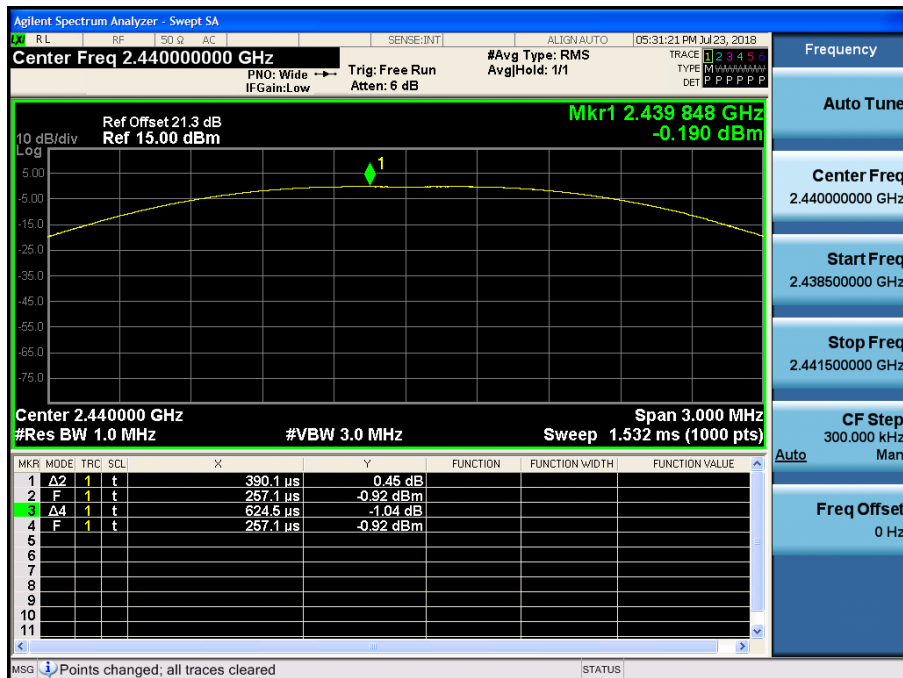 Agilent Spectrum Analyzer - Swept SA
LXI RL RF 50 Ω AC SENSE:INT ALIGN AUTO 05:31:21 PM Jul 23, 2018
Center Freq 2.440000000 GHz #Avg Type: RMS TRACE 1 2 3 4 5 6
PNO: Wide Trig: Free Run Avg|Hold: 1/1 TYPE M W W W W W
IFGain:Low Atten: 6 dB DET P P P P P P
Mkr1 2.439 848 GHz
-0.190 dBm
Ref Offset 21.3 dB
10 dB/div Ref 15.00 dBm
Log
1
5.00
-5.00
-15.0
-25.0
-35.0
-45.0
-55.0
-65.0
-75.0
Center 2.440000 GHz Span 3.000 MHz
#Res BW 1.0 MHz #VBW 3.0 MHz Sweep 1.532 ms (1000 pts)
MKR MODE TRC SCL X Y FUNCTION FUNCTION WIDTH FUNCTION VALUE
1 Δ2 1 t 390.1 µs 0.45 dB
2 F 1 t 257.1 µs -0.92 dBm
3 Δ4 1 t 624.5 µs -1.04 dB
4 F 1 t 257.1 µs -0.92 dBm
5
6
7
8
9
10
11
MSG Points changed; all traces cleared STATUS
Frequency
Auto Tune
Center Freq
2.440000000 GHz
Start Freq
2.438500000 GHz
Stop Freq
2.441500000 GHz
CF Step
300.000 kHz
Auto Man
Freq Offset
0 Hz